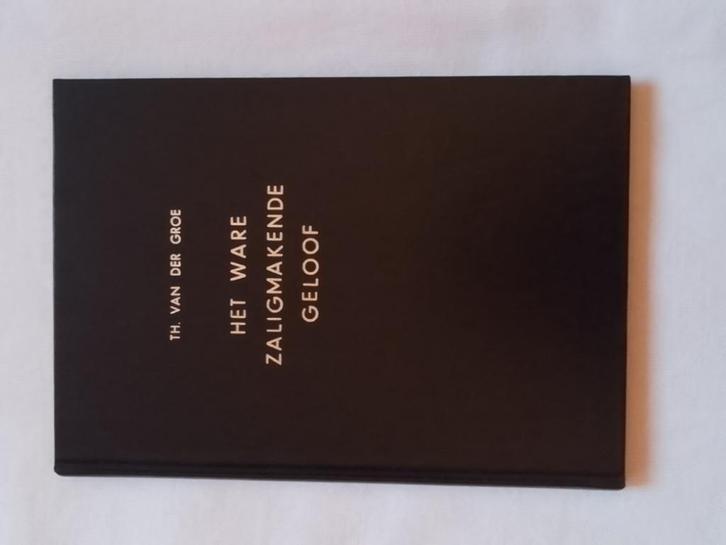 TH. VAN DER GROE
HET WARE
ZALIGMAKENDE
GELOOF